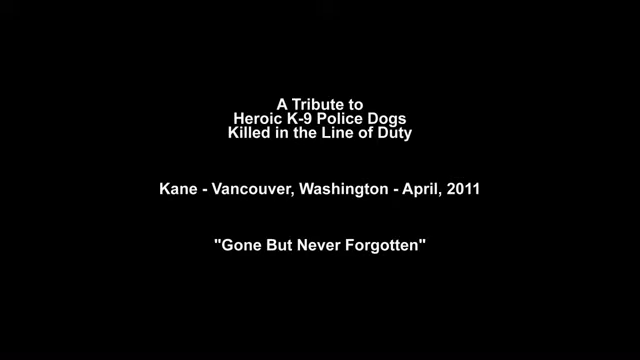 A Tribute to
Heroic K-9 Police Dogs
Killed in the Line of Duty
Kane - Vancouver, Washington - April, 2011
"Gone But Never Forgotten"